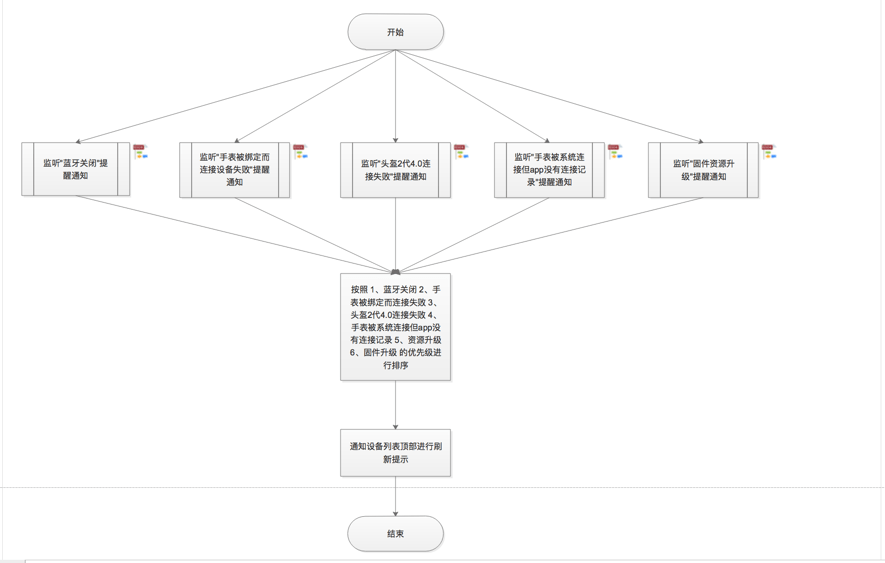 开始
监听"蓝牙关闭"提
醒通知
监听"手表被绑定而
连接设备失败"提醒
通知
监听"头盔2代4.0连
接失败"提醒通知
监听"手表被系统连
接但app没有连接记
录"提醒通知
监听"固件资源升
级"提醒通知
按照 1、蓝牙关闭 2、手
表被绑定而连接失败 3、
头盔2代4.0连接失败 4、
手表被系统连接但app没
有连接记录 5、资源升级
6、固件升级 的优先级进
行排序
通知设备列表顶部进行刷
新提示
结束